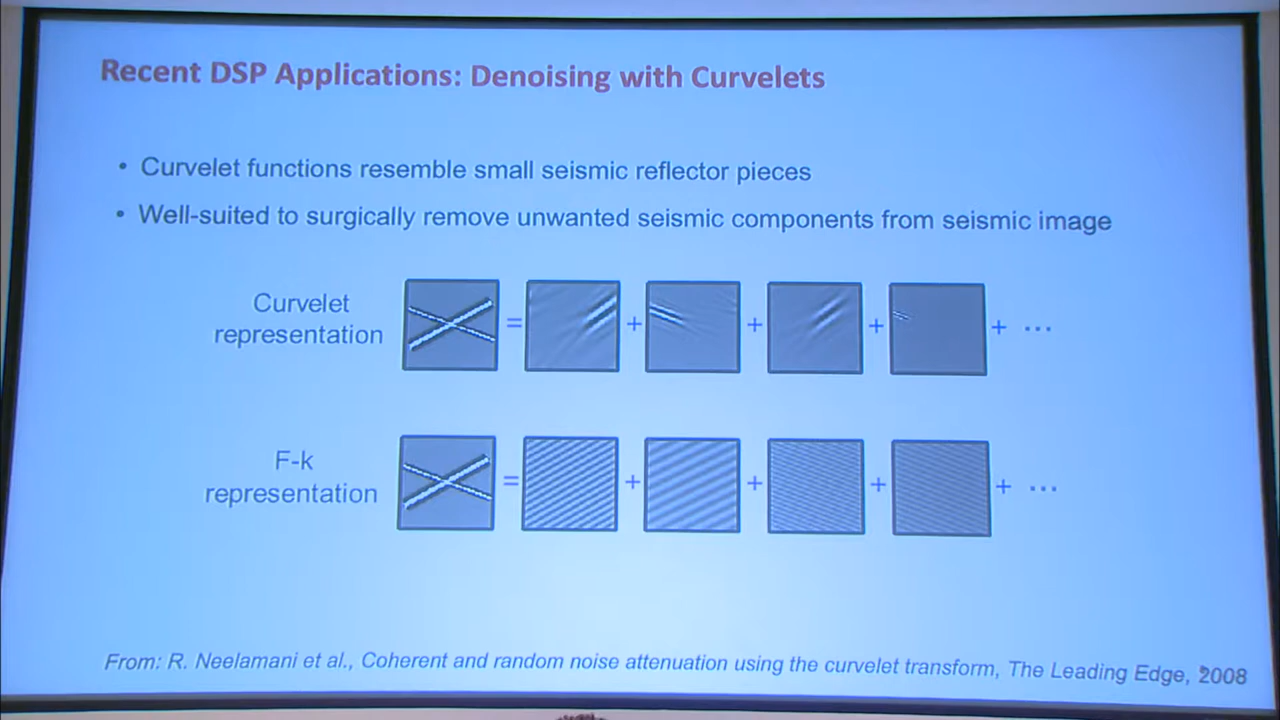 Recent DSP Applications: Denoising with Curvelets
• Curvelet functions resemble small seismic reflector pieces
• Well-suited to surgically remove unwanted seismic components from seismic image
Curvelet
representation
= + + + + ...
F-k
representation
= + + + + ...
From: R. Neelamani et al., Coherent and random noise attenuation using the curvelet transform, The Leading Edge, 2008